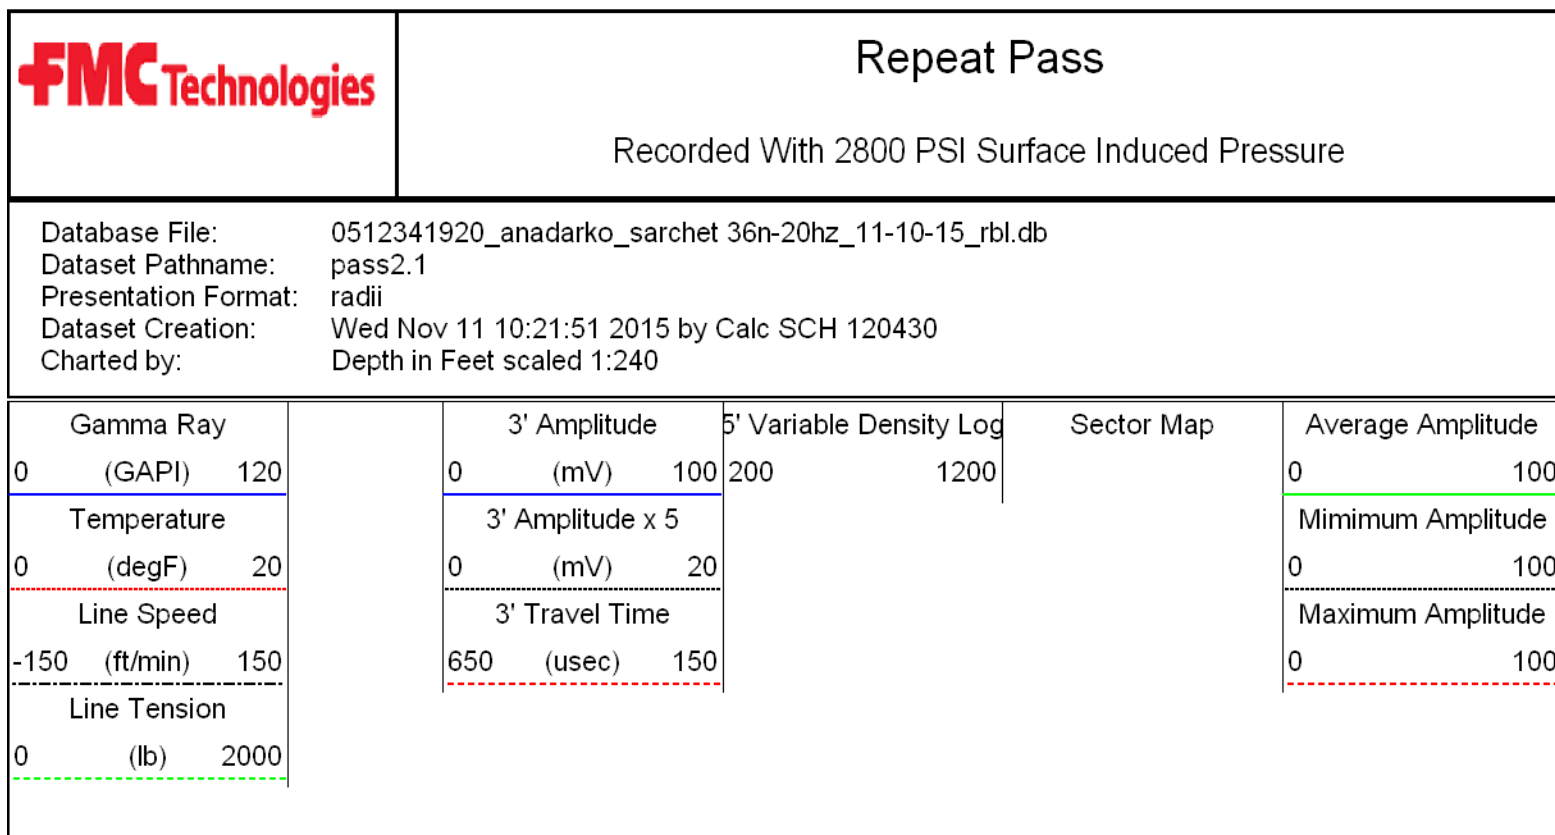 FMC Technologies
Repeat Pass
Recorded With 2800 PSI Surface Induced Pressure
Database File: 0512341920_anadarko_sarchet 36n-20hz_11-10-15_rbl.db
Dataset Pathname: pass2.1
Presentation Format: radii
Dataset Creation: Wed Nov 11 10:21:51 2015 by Calc SCH 120430
Charted by: Depth in Feet scaled 1:240
Gamma Ray
0 (GAPI) 120
Temperature
0 (degF) 20
Line Speed
-150 (ft/min) 150
Line Tension
0 (lb) 2000
3' Amplitude
0 (mV) 100
3' Amplitude x 5
0 (mV) 20
3' Travel Time
650 (usec) 150
5' Variable Density Log
200 1200
Sector Map
Average Amplitude
0 100
Mimimum Amplitude
0 100
Maximum Amplitude
0 100